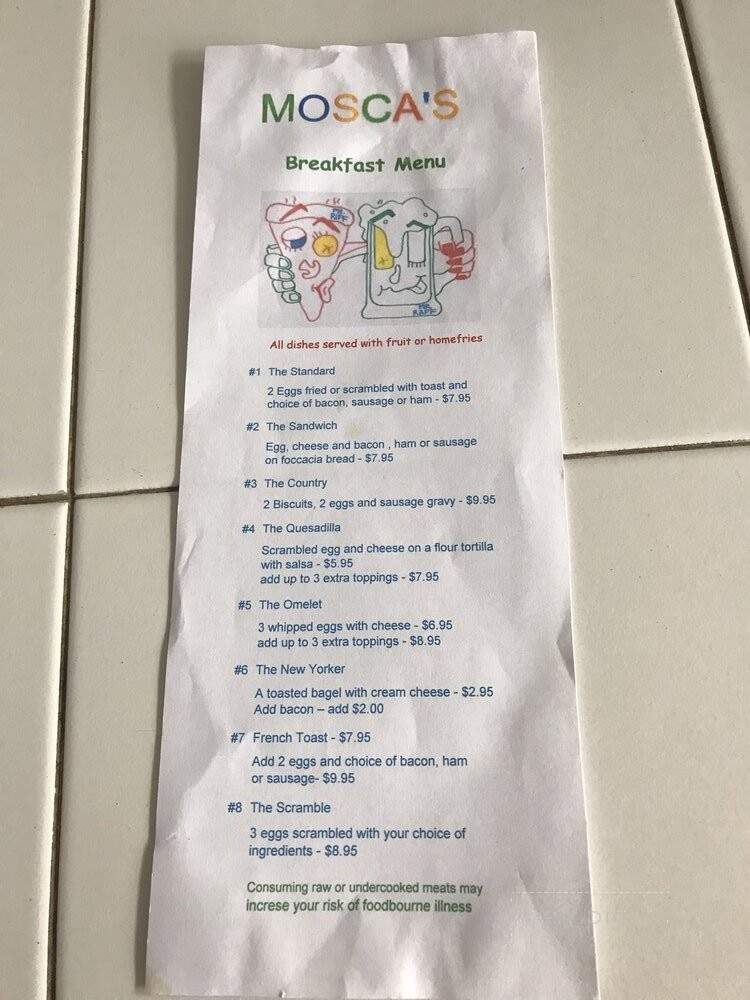 MOSCA'S
Breakfast Menu
MR. RIFF
MR. RAFF
All dishes served with fruit or homefries
#1 The Standard
2 Eggs fried or scrambled with toast and
choice of bacon, sausage or ham - $7.95
#2 The Sandwich
Egg, cheese and bacon , ham or sausage
on foccacia bread - $7.95
#3 The Country
2 Biscuits, 2 eggs and sausage gravy - $9.95
#4 The Quesadilla
Scrambled egg and cheese on a flour tortilla
with salsa - $5.95
add up to 3 extra toppings - $7.95
#5 The Omelet
3 whipped eggs with cheese - $6.95
add up to 3 extra toppings - $8.95
#6 The New Yorker
A toasted bagel with cream cheese - $2.95
Add bacon – add $2.00
#7 French Toast - $7.95
Add 2 eggs and choice of bacon, ham
or sausage- $9.95
#8 The Scramble
3 eggs scrambled with your choice of
ingredients - $8.95
Consuming raw or undercooked meats may
increse your risk of foodbourne illness